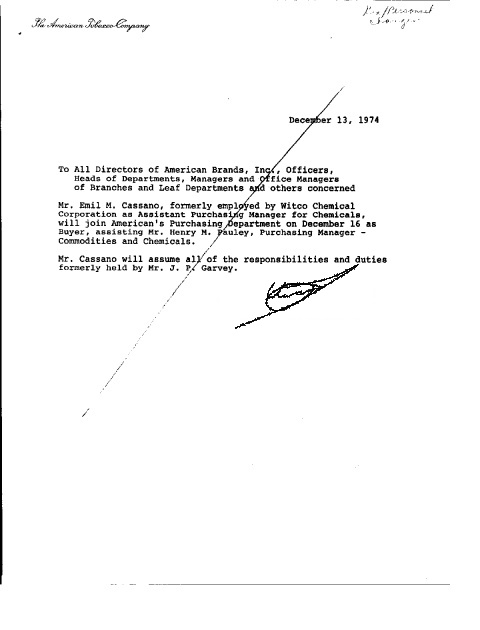 The American Tobacco Company
Personnel
December 13, 1974
To All Directors of American Brands, Inc., Officers,
Heads of Departments, Managers and Office Managers
of Branches and Leaf Departments and others concerned
Mr. Emil M. Cassano, formerly employed by Witco Chemical
Corporation as Assistant Purchasing Manager for Chemicals,
will join American's Purchasing Department on December 16 as
Buyer, assisting Mr. Henry M. Pauley, Purchasing Manager -
Commodities and Chemicals.
Mr. Cassano will assume all of the responsibilities and duties
formerly held by Mr. J. P. Garvey.